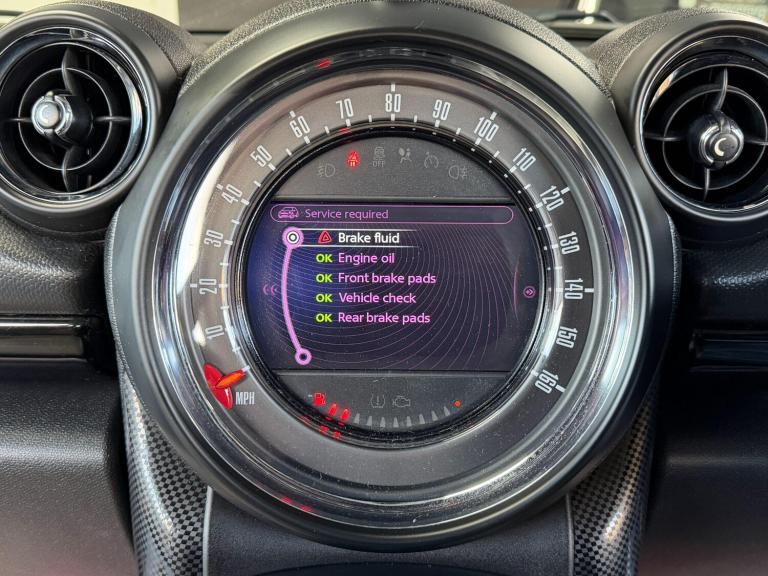 80
70
90
60
100
50
110
40
120
30
130
20
140
10
150
160
MPH
OFF
Service required
Brake fluid
OK Engine oil
OK Front brake pads
OK Vehicle check
OK Rear brake pads